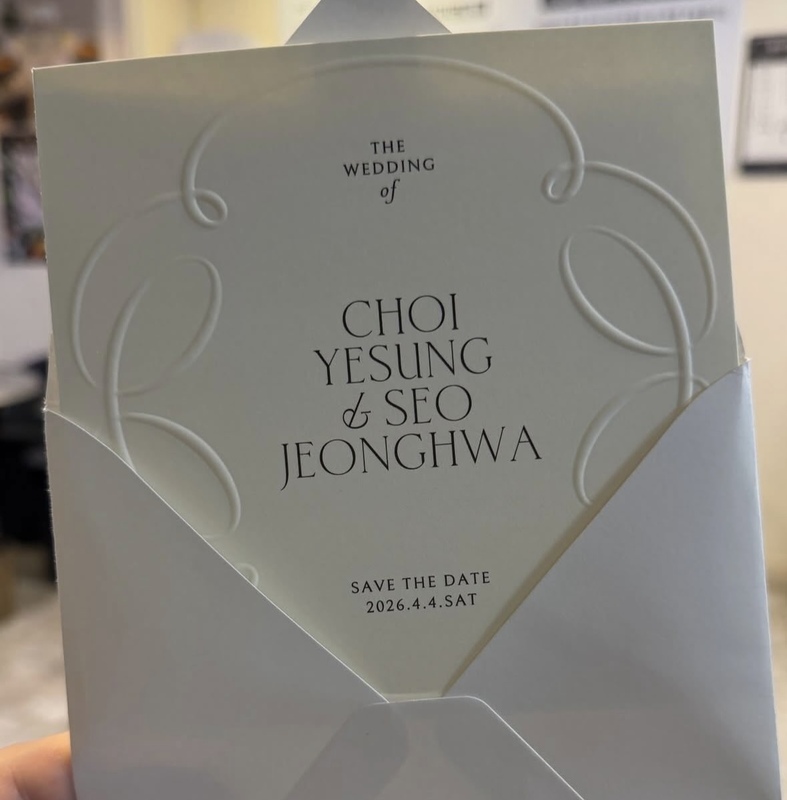 THE
WEDDING
of
CHOI
YESUNG
& SEO
JEONGHWA
SAVE THE DATE
2026.4.4.SAT